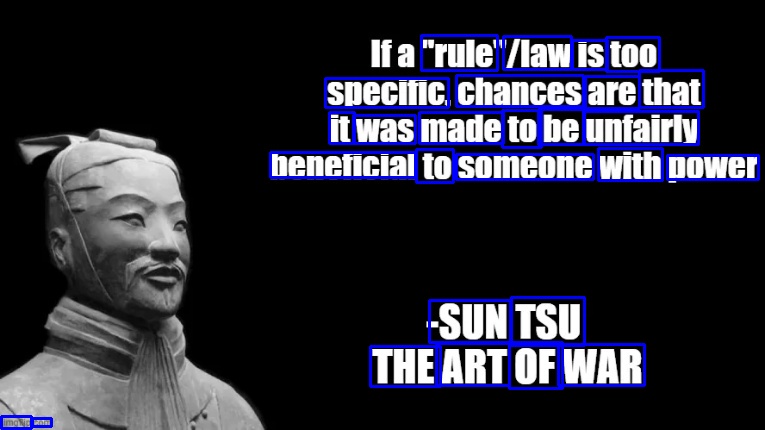 If a "rule"/law is too
specific, chances are that
it was made to be unfairly
beneficial to someone with power
-SUN TSU
THE ART OF WAR